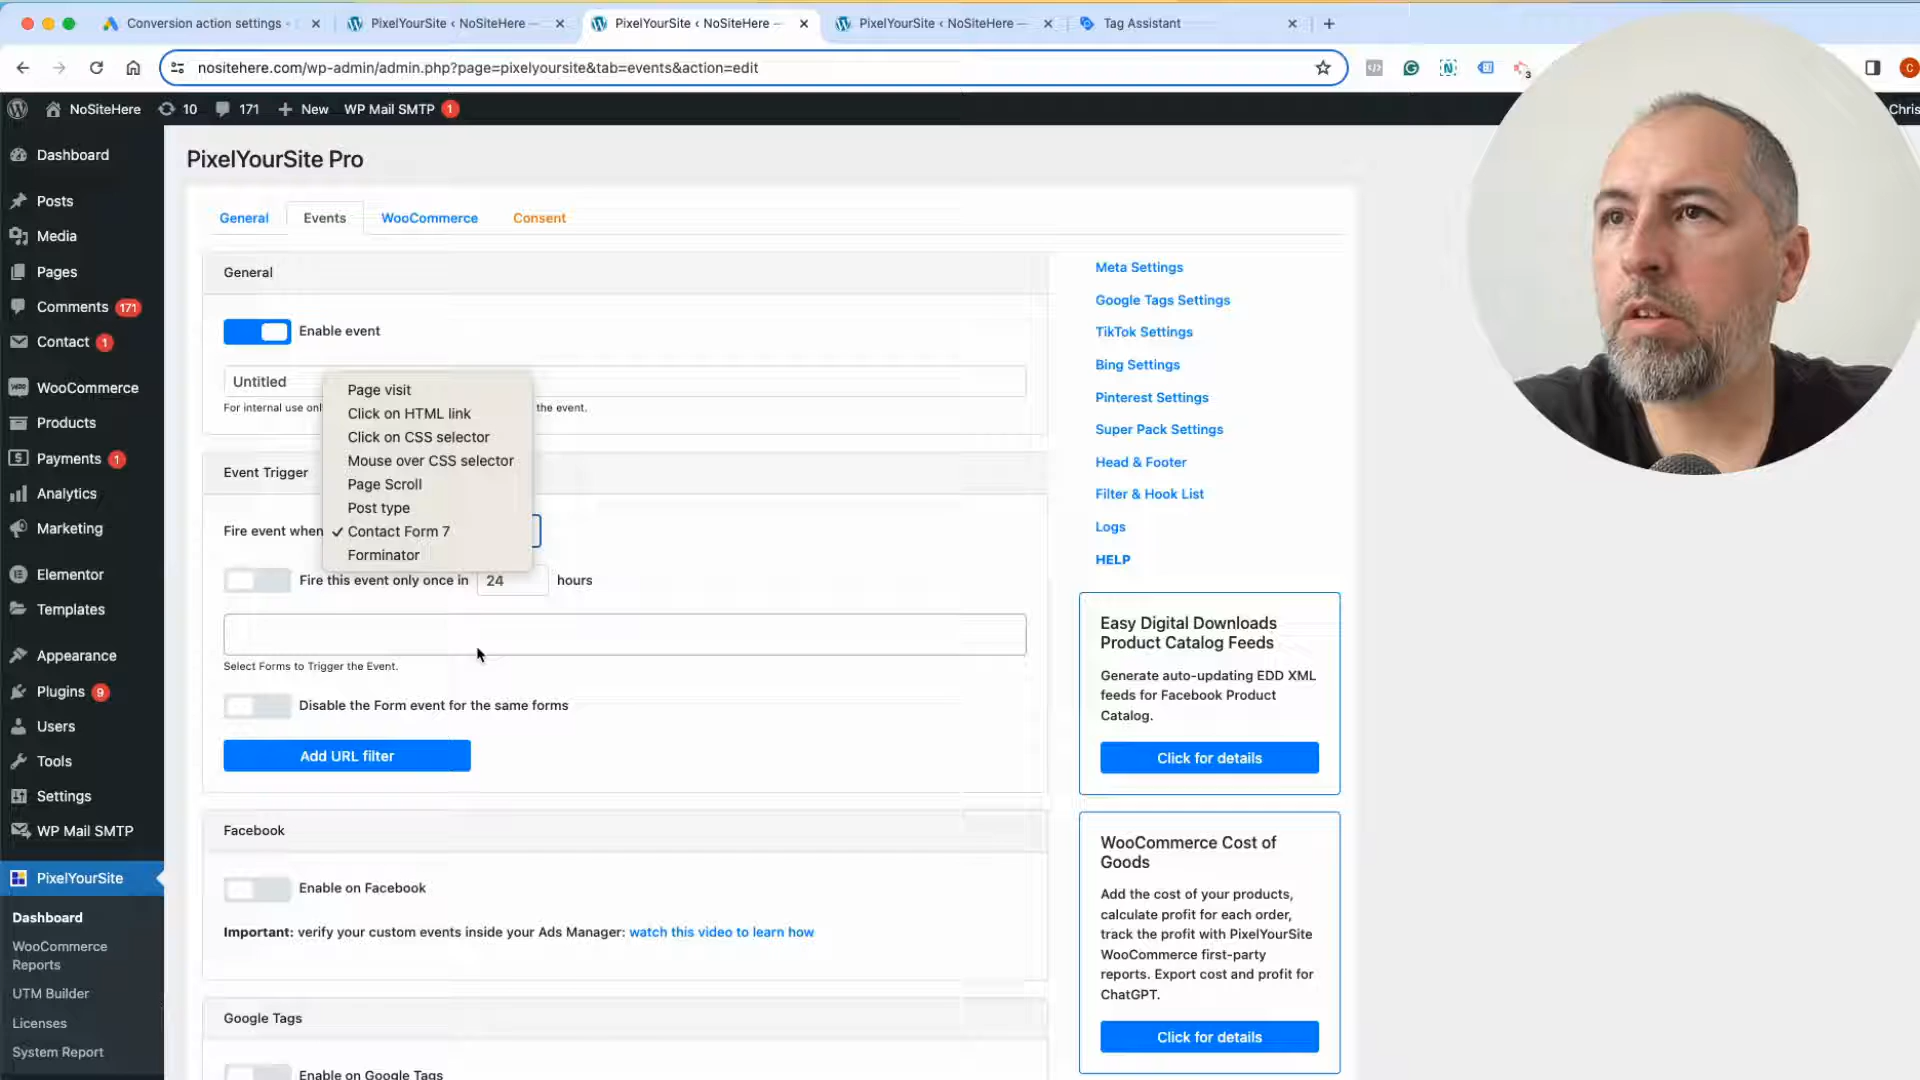 Conversion action settings -
PixelYourSite ‹ NoSiteHere —
PixelYourSite ‹ NoSiteHere —
PixelYourSite ‹ NoSiteHere —
Tag Assistant
nositehere.com/wp-admin/admin.php?page=pixelyoursite&tab=events&action=edit
3
C
NoSiteHere
10
171
New
WP Mail SMTP
1
Chris
Dashboard
Posts
Media
Pages
Comments 171
Contact 1
WooCommerce
Products
Payments 1
Analytics
Marketing
Elementor
Templates
Appearance
Plugins 9
Users
Tools
Settings
WP Mail SMTP
PixelYourSite
Dashboard
WooCommerce
Reports
UTM Builder
Licenses
System Report
PixelYourSite Pro
General
Events
WooCommerce
Consent
General
Enable event
Untitled
For internal use onl
the event.
Event Trigger
Fire event when
Page visit
Click on HTML link
Click on CSS selector
Mouse over CSS selector
Page Scroll
Post type
✓ Contact Form 7
Forminator
Fire this event only once in 24 hours
Select Forms to Trigger the Event.
Disable the Form event for the same forms
Add URL filter
Facebook
Enable on Facebook
Important: verify your custom events inside your Ads Manager: watch this video to learn how
Google Tags
Enable on Google Tags
Meta Settings
Google Tags Settings
TikTok Settings
Bing Settings
Pinterest Settings
Super Pack Settings
Head & Footer
Filter & Hook List
Logs
HELP
Easy Digital Downloads
Product Catalog Feeds
Generate auto-updating EDD XML
feeds for Facebook Product
Catalog.
Click for details
WooCommerce Cost of
Goods
Add the cost of your products,
calculate profit for each order,
track the profit with PixelYourSite
WooCommerce first-party
reports. Export cost and profit for
ChatGPT.
Click for details